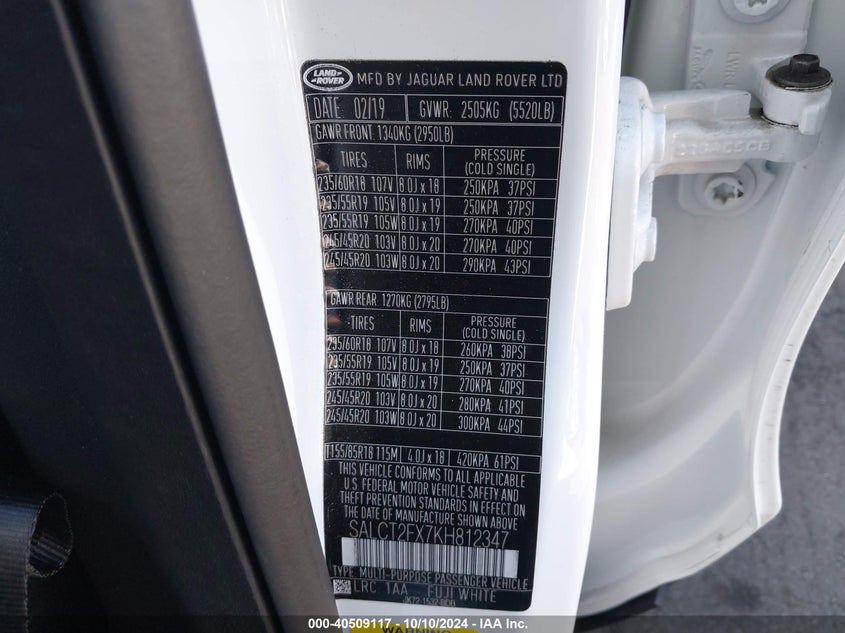 LAND ROVER MFD BY JAGUAR LAND ROVER LTD
DATE 02/19 GVWR 2505KG (5520LB)
GAWR FRONT 1340KG (2950LB)
TIRES RIMS PRESSURE (COLD SINGLE)
235/60R18 107V 8.0J x 18 250KPA 37PSI
235/55R19 105V 8.0J x 19 250KPA 37PSI
235/55R19 105W 8.0J x 19 270KPA 40PSI
245/45R20 103V 8.0J x 20 270KPA 40PSI
245/45R20 103W 8.0J x 20 290KPA 43PSI
GAWR REAR 1270KG (2795LB)
TIRES RIMS PRESSURE (COLD SINGLE)
235/60R18 107V 8.0J x 18 260KPA 38PSI
235/55R19 105V 8.0J x 19 250KPA 37PSI
235/55R19 105W 8.0J x 19 270KPA 40PSI
245/45R20 103V 8.0J x 20 280KPA 41PSI
245/45R20 103W 8.0J x 20 300KPA 44PSI
T155/85R18 115M 4.0J x 18 420KPA 61PSI
THIS VEHICLE CONFORMS TO ALL APPLICABLE
U.S. FEDERAL MOTOR VEHICLE SAFETY AND
THEFT PREVENTION STANDARDS IN EFFECT ON
THE DATE OF MANUFACTURE SHOWN ABOVE
SALCT2FX7KH812347
TYPE: MULTI-PURPOSE PASSENGER VEHICLE
LRC 1AA FUJI WHITE
WARNING
000-40509117 - 10/10/2024 - IAA Inc.